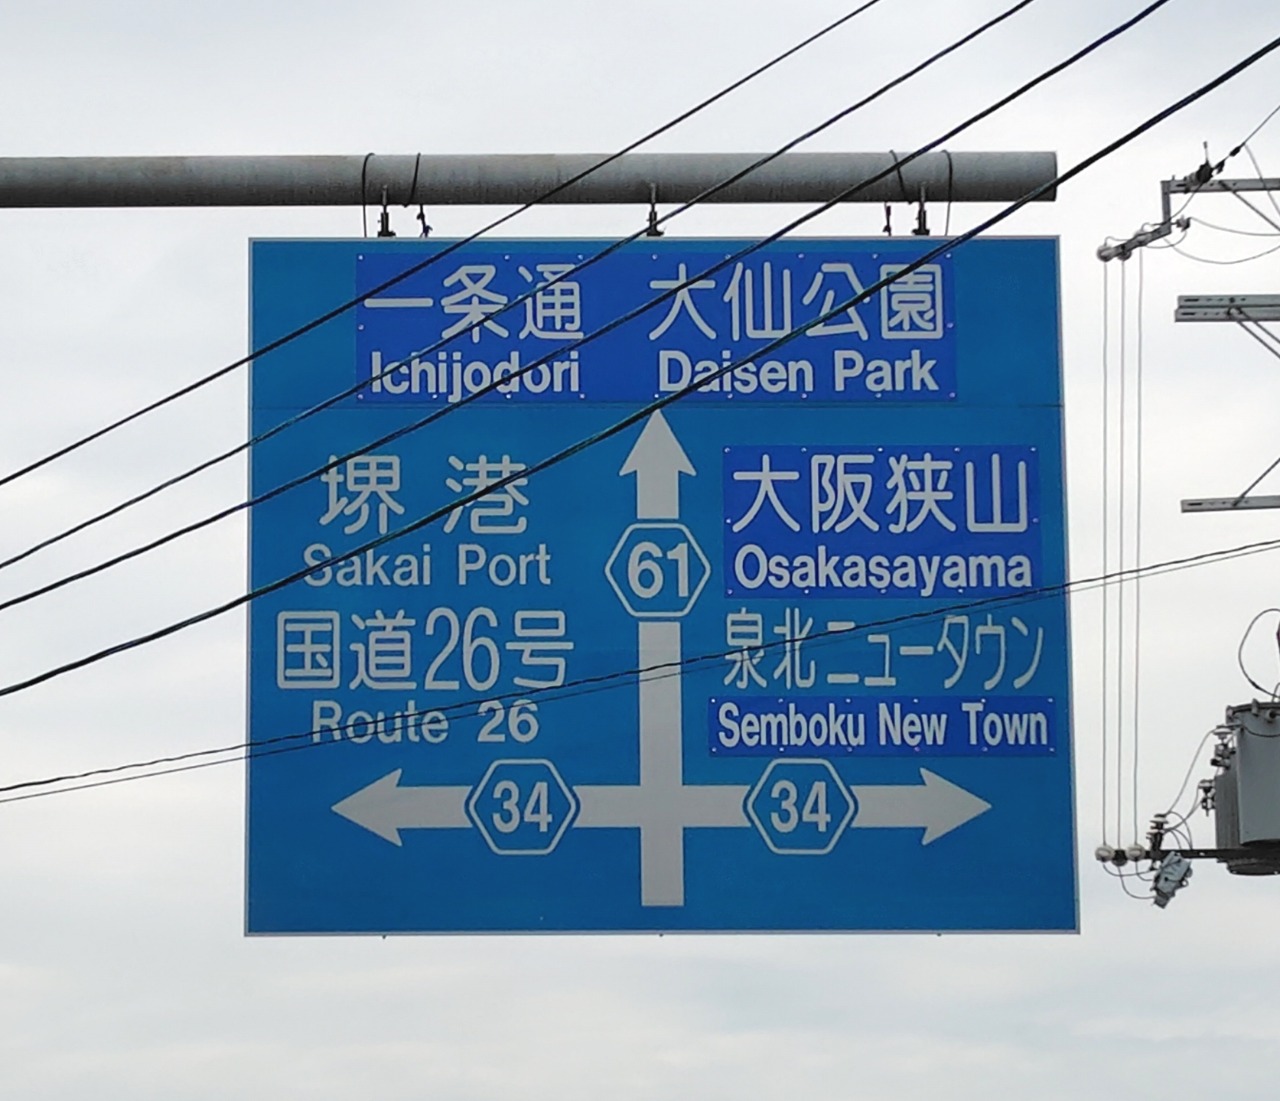 一条通 大仙公園
Ichijodori Daisen Park
堺港
Sakai Port
国道26号
Route 26
61
大阪狭山
Osakasayama
泉北ニュータウン
Semboku New Town
34
34